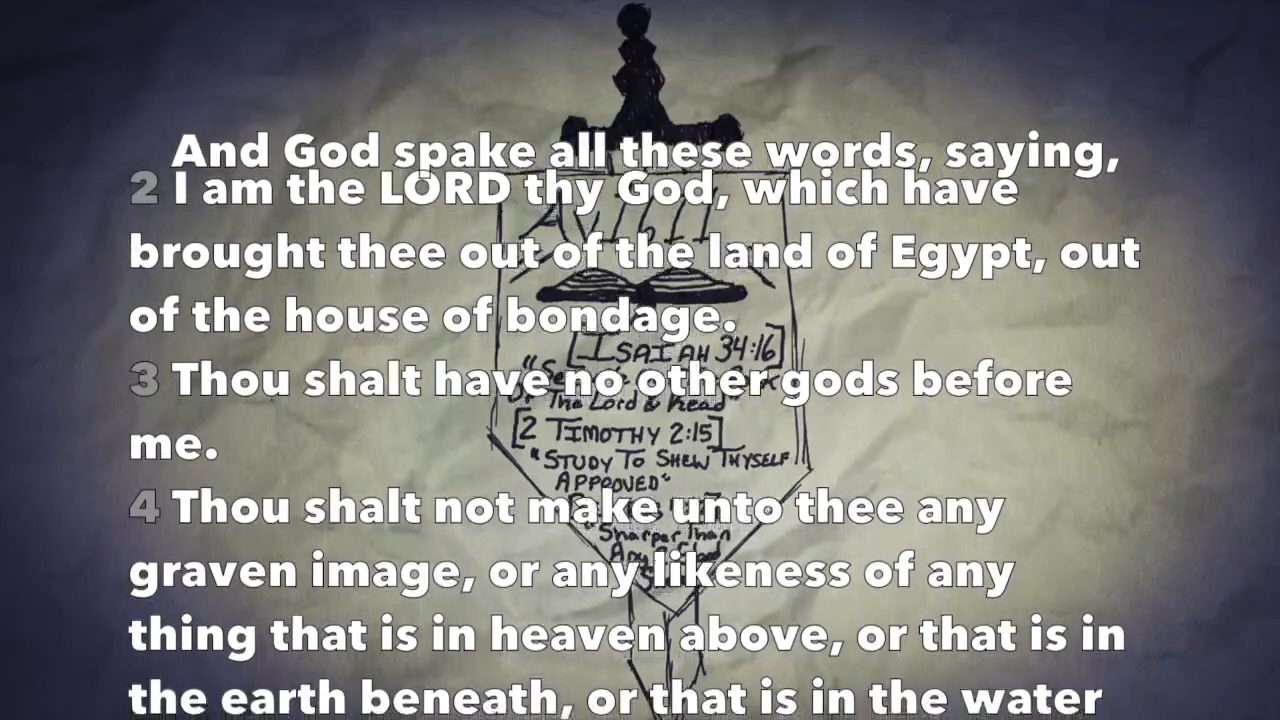 And God spake all these words, saying,
2 I am the LORD thy God, which have
brought thee out of the land of Egypt, out
of the house of bondage.
3 Thou shalt have no other gods before
me.
4 Thou shalt not make unto thee any
graven image, or any likeness of any
thing that is in heaven above, or that is in
the earth beneath, or that is in the water
[ISAIAH 34:16]
The Lord & Read"
[2 TIMOTHY 2:15]
"STUDY TO SHEW THYSELF
APPROVED"
"Sharper Than
Any